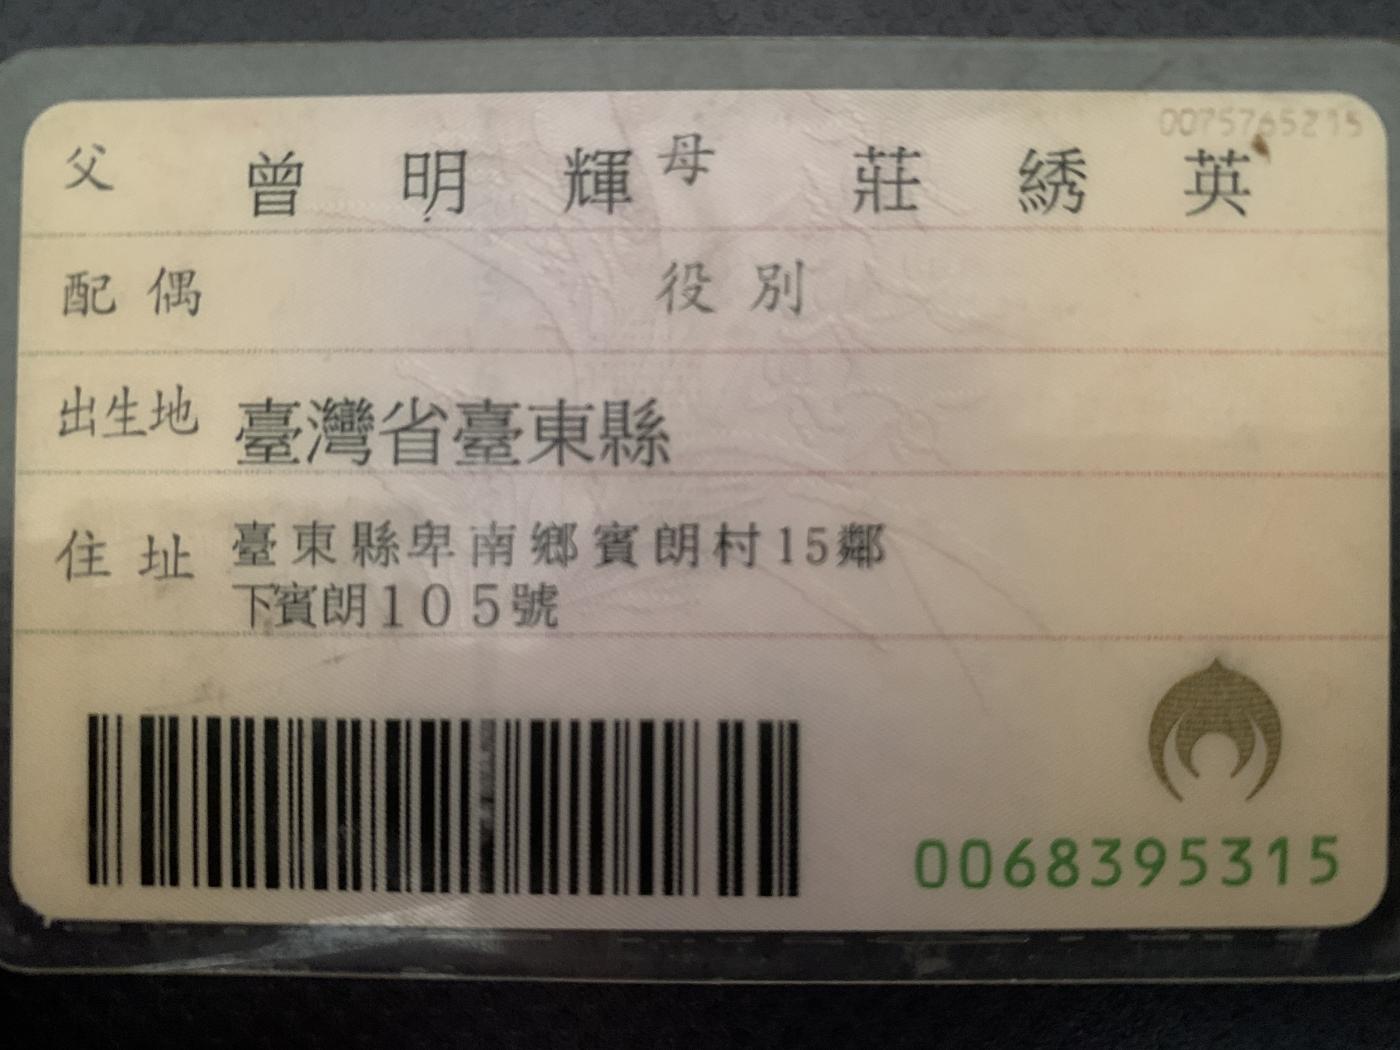 0075765215
父 曾明輝 母 莊綉英
配偶 役別
出生地 臺灣省臺東縣
住址 臺東縣卑南鄉賓朗村15鄰
下賓朗105號
0068395315